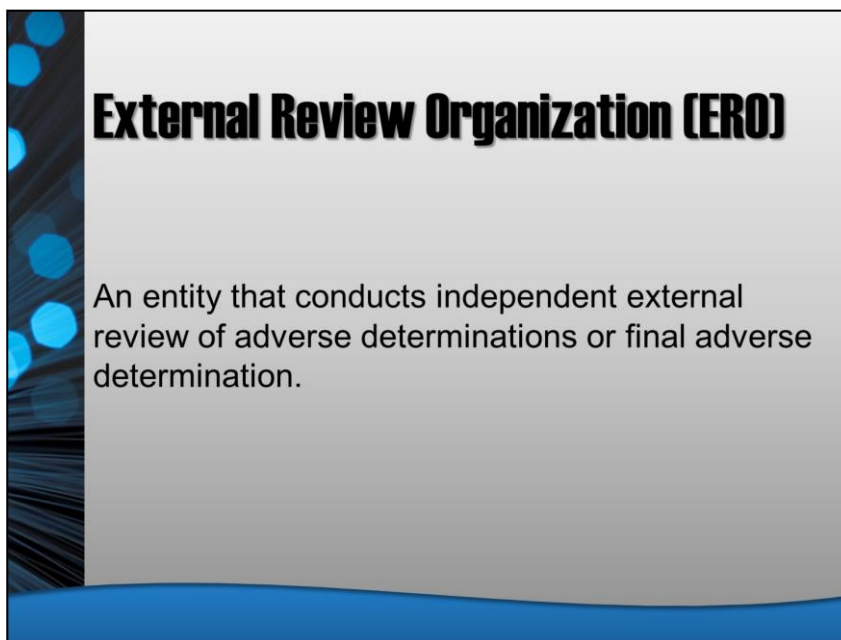 External Review Organization (ERO)
An entity that conducts independent external
review of adverse determinations or final adverse
determination.